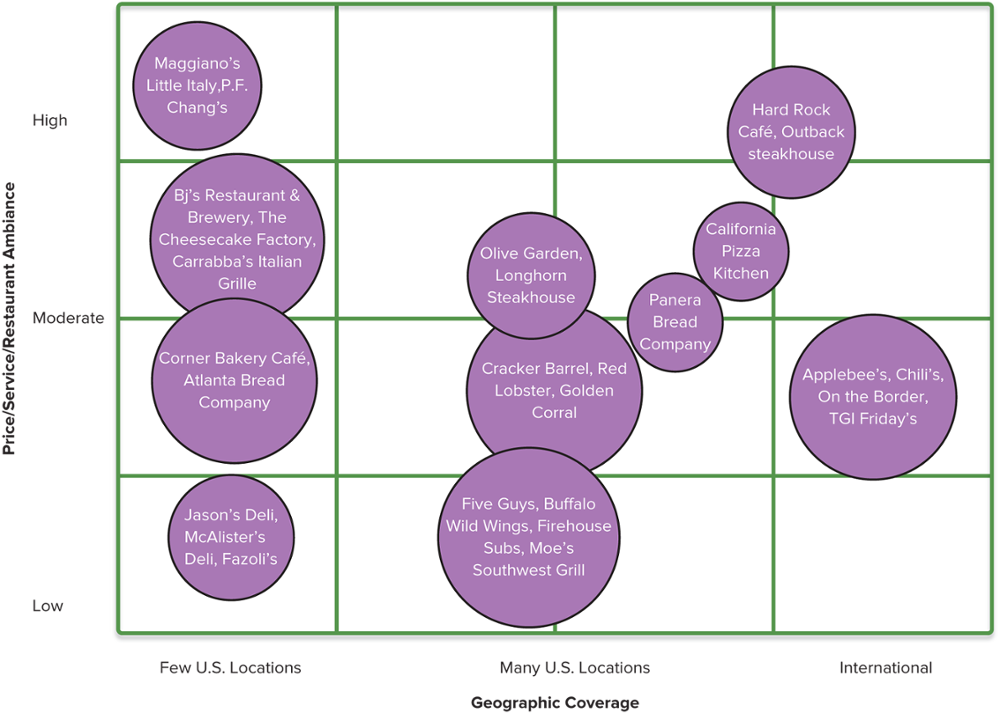 Price/Service/Restaurant Ambiance
High
Moderate
Low
Maggiano's
Little Italy,P.F.
Chang's
Bj's Restaurant &
Brewery, The
Cheesecake Factory,
Carrabba's Italian
Grille
Corner Bakery Café,
Atlanta Bread
Company
Jason's Deli,
McAlister's
Deli, Fazoli's
Olive Garden,
Longhorn
Steakhouse
Cracker Barrel, Red
Lobster, Golden
Corral
Five Guys, Buffalo
Wild Wings, Firehouse
Subs, Moe's
Southwest Grill
Panera
Bread
Company
California
Pizza
Kitchen
Hard Rock
Café, Outback
steakhouse
Applebee's, Chili's,
On the Border,
TGI Friday's
Few U.S. Locations
Many U.S. Locations
International
Geographic Coverage